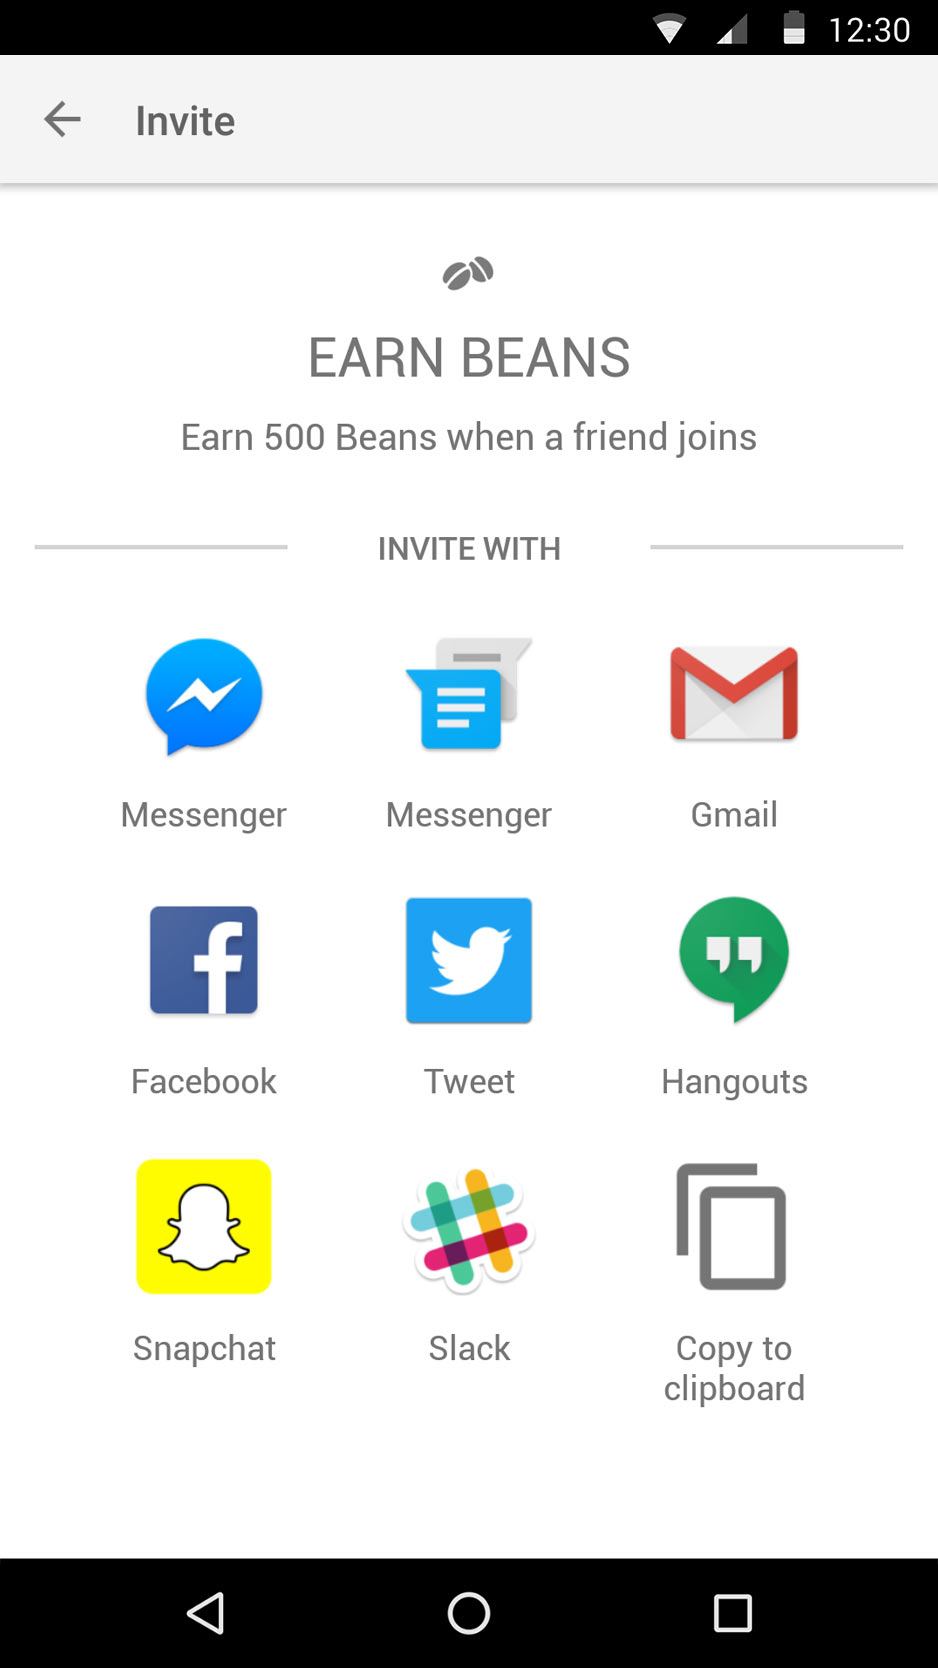 12:30
Invite
EARN BEANS
Earn 500 Beans when a friend joins
INVITE WITH
Messenger Messenger Gmail
Facebook Tweet Hangouts
Snapchat Slack Copy to
clipboard